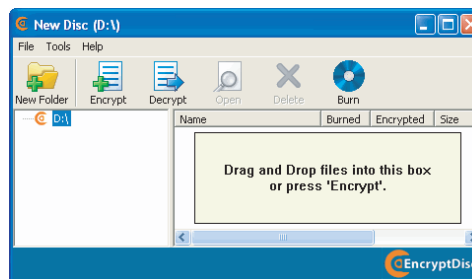 New Disc (D:\)
File Tools Help
New Folder Encrypt Decrypt Open Delete Burn
D:\
Name Burned Encrypted Size
Drag and Drop files into this box
or press 'Encrypt'.
EncryptDisc